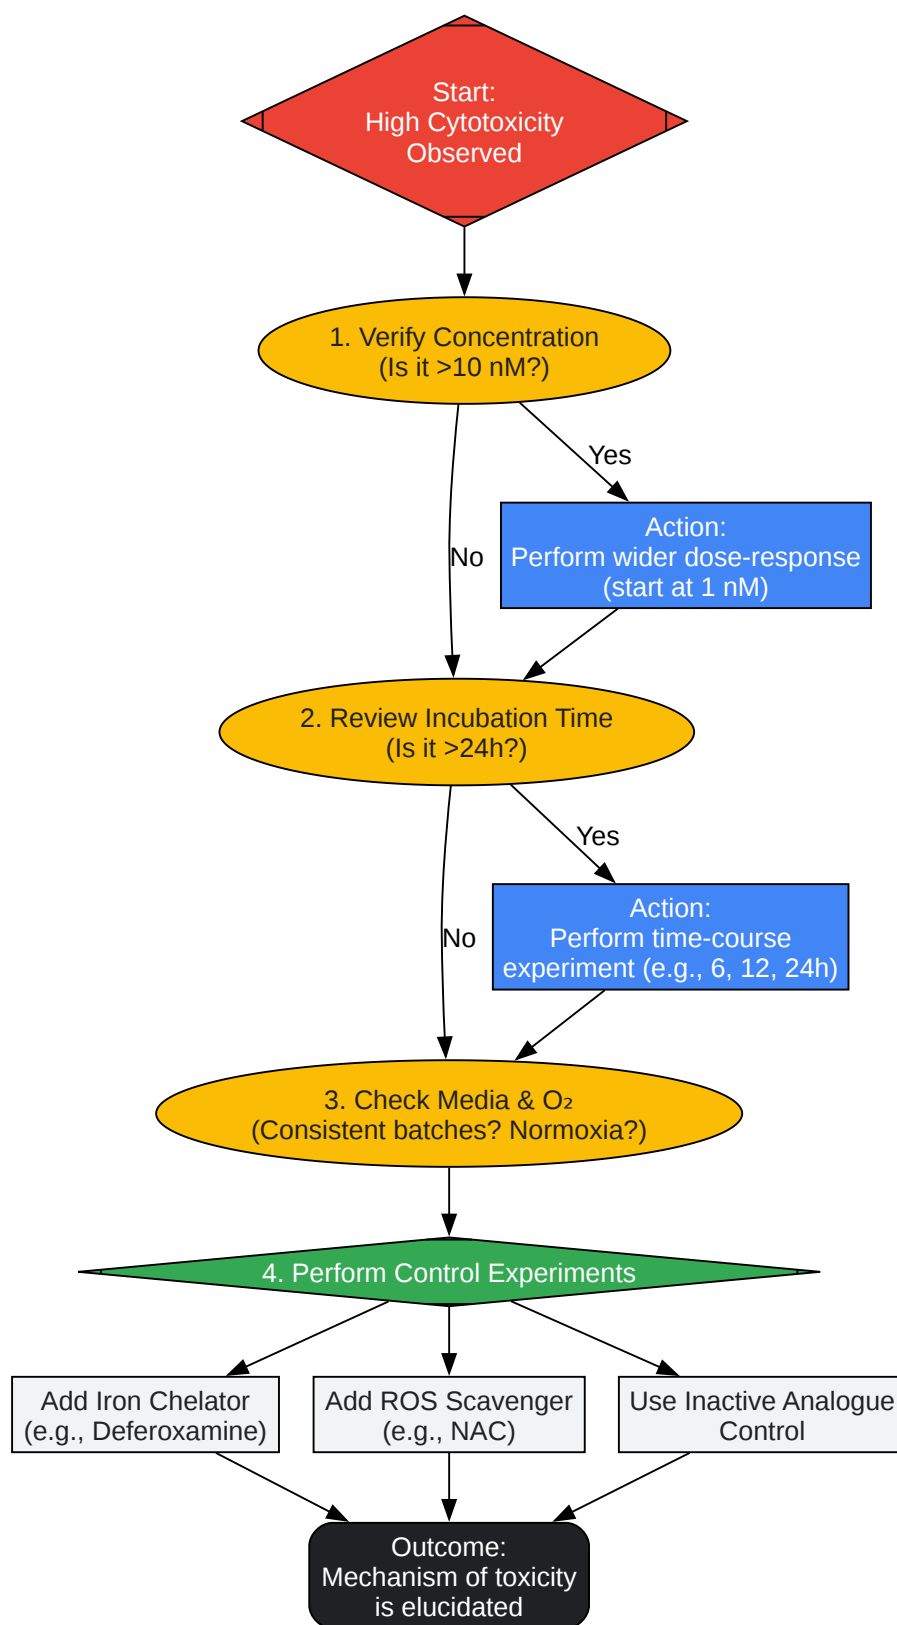 Start:
High Cytotoxicity
Observed
1. Verify Concentration
(Is it >10 nM?)
Yes
Action:
Perform wider dose-response
(start at 1 nM)
No
2. Review Incubation Time
(Is it >24h?)
Yes
Action:
Perform time-course
experiment (e.g., 6, 12, 24h)
No
3. Check Media & O₂
(Consistent batches? Normoxia?)
4. Perform Control Experiments
Add Iron Chelator
(e.g., Deferoxamine)
Add ROS Scavenger
(e.g., NAC)
Use Inactive Analogue
Control
Outcome:
Mechanism of toxicity
is elucidated